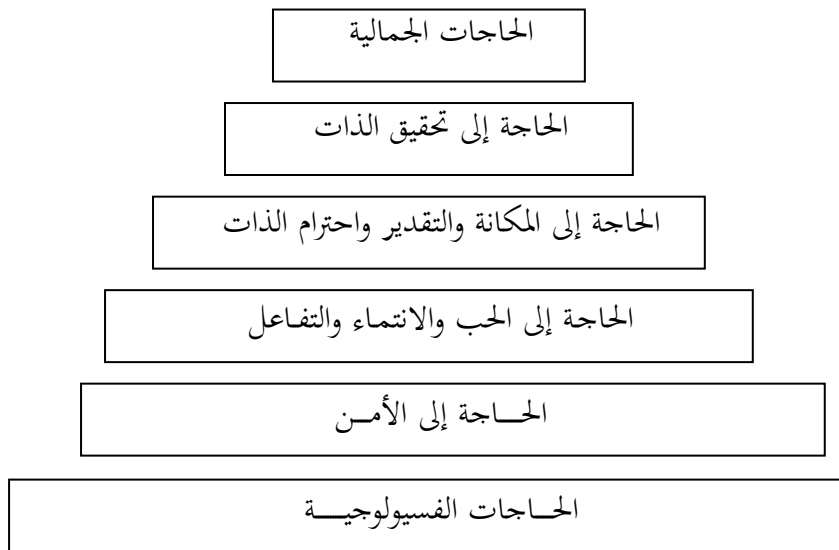 الحاجات الجمالية
الحاجة إلى تحقيق الذات
الحاجة إلى المكانة والتقدير واحترام الذات
الحاجة إلى الحب والانتماء والتفاعل
الحـــاجة إلى الأمــن
الحــاجات الفسيولوجيـــة